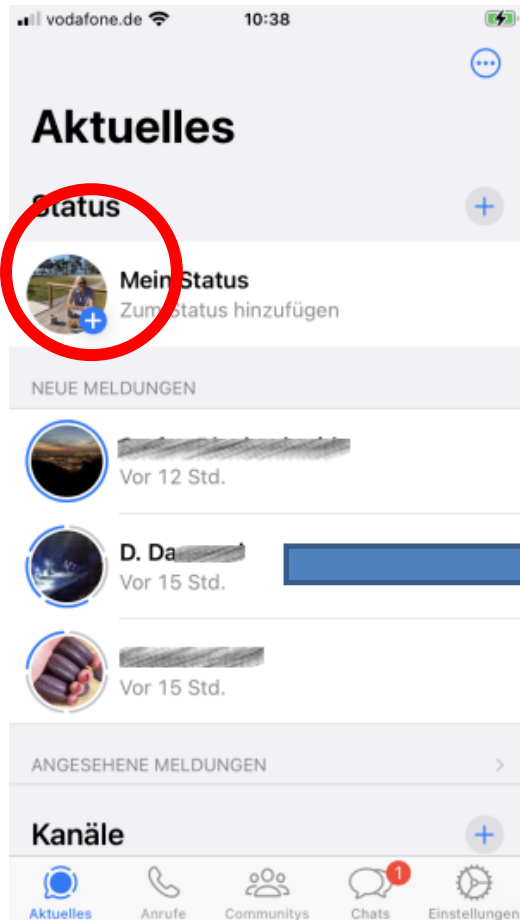 vodafone.de 10:38
Aktuelles
Status
Mein Status
Zum Status hinzufügen
NEUE MELDUNGEN
Vor 12 Std.
D. Da
Vor 15 Std.
Vor 15 Std.
ANGESEHENE MELDUNGEN
Kanäle
1
Aktuelles Anrufe Communitys Chats Einstellungen